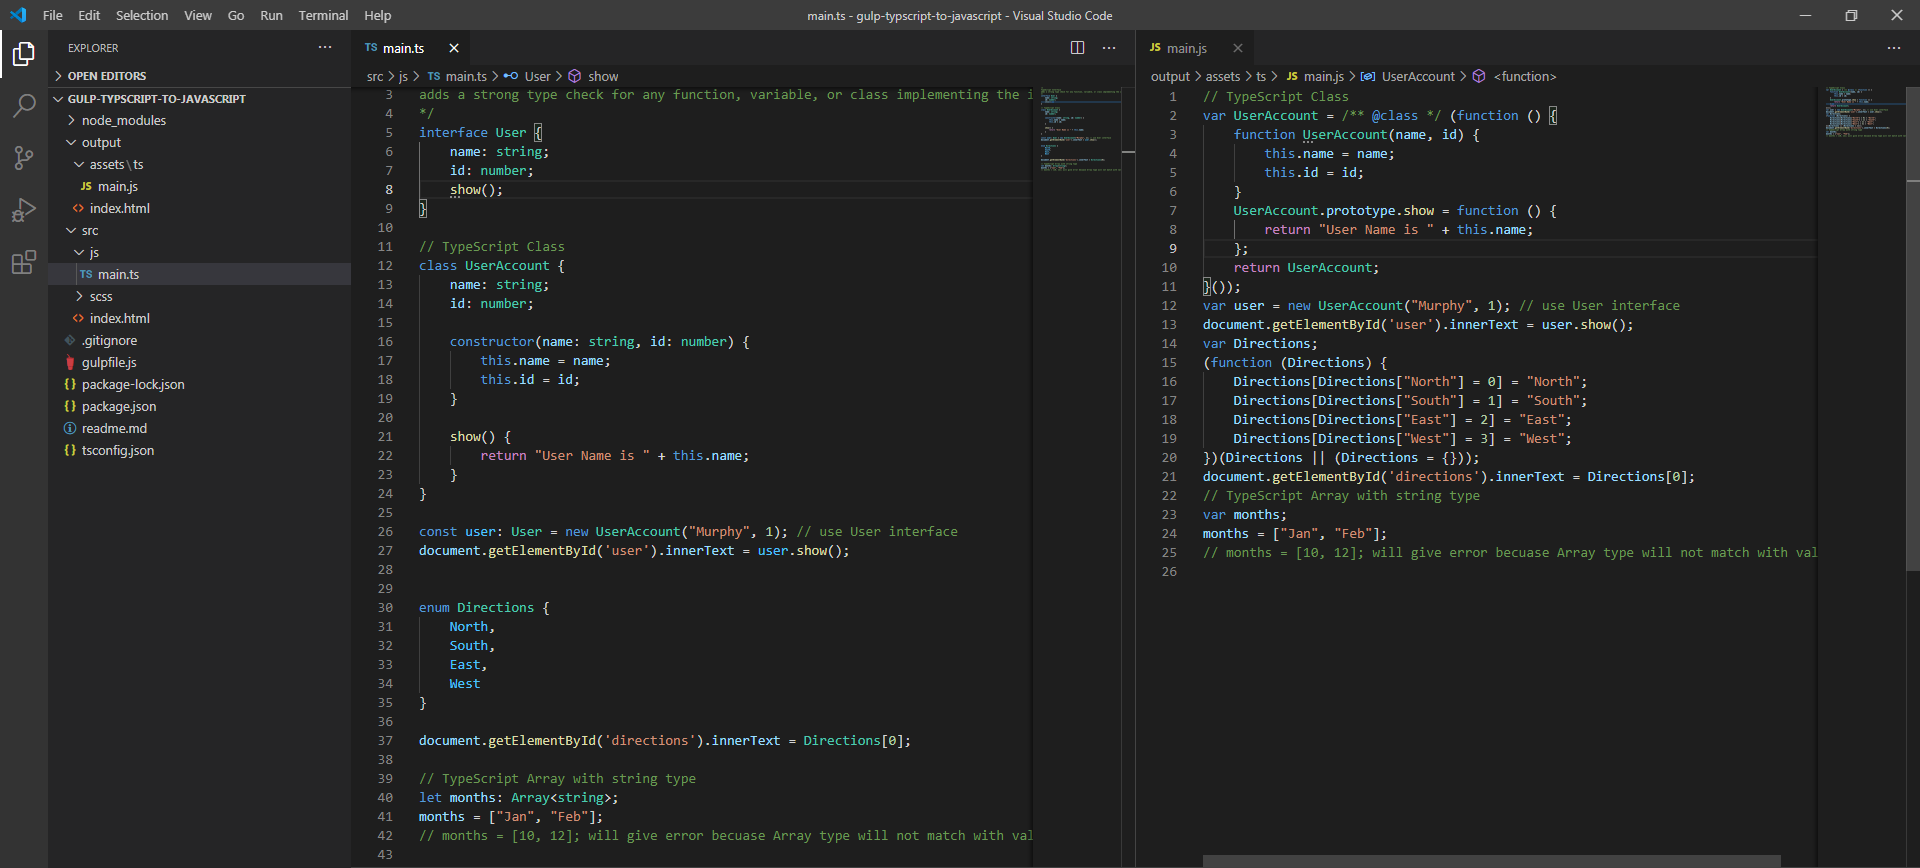 File Edit Selection View Go Run Terminal Help
main.ts - gulp-typscript-to-javascript - Visual Studio Code
EXPLORER
OPEN EDITORS
GULP-TYPSCRIPT-TO-JAVASCRIPT
node_modules
output
assets\ts
JS main.js
<> index.html
src
js
TS main.ts
scss
<> index.html
.gitignore
gulpfile.js
{} package-lock.json
{} package.json
readme.md
{} tsconfig.json
TS main.ts
src > js > TS main.ts > User > show
3 adds a strong type check for any function, variable, or class implementing the i
4 */
5 interface User {
6 name: string;
7 id: number;
8 show();
9 }
10
11 // TypeScript Class
12 class UserAccount {
13 name: string;
14 id: number;
15
16 constructor(name: string, id: number) {
17 this.name = name;
18 this.id = id;
19 }
20
21 show() {
22 return "User Name is " + this.name;
23 }
24 }
25
26 const user: User = new UserAccount("Murphy", 1); // use User interface
27 document.getElementById('user').innerText = user.show();
28
29
30 enum Directions {
31 North,
32 South,
33 East,
34 West
35 }
36
37 document.getElementById('directions').innerText = Directions[0];
38
39 // TypeScript Array with string type
40 let months: Array<string>;
41 months = ["Jan", "Feb"];
42 // months = [10, 12]; will give error becuase Array type will not match with val
43
JS main.js
output > assets > ts > JS main.js > UserAccount > <function>
1 // TypeScript Class
2 var UserAccount = /** @class */ (function () {
3 function UserAccount(name, id) {
4 this.name = name;
5 this.id = id;
6 }
7 UserAccount.prototype.show = function () {
8 return "User Name is " + this.name;
9 };
10 return UserAccount;
11 }());
12 var user = new UserAccount("Murphy", 1); // use User interface
13 document.getElementById('user').innerText = user.show();
14 var Directions;
15 (function (Directions) {
16 Directions[Directions["North"] = 0] = "North";
17 Directions[Directions["South"] = 1] = "South";
18 Directions[Directions["East"] = 2] = "East";
19 Directions[Directions["West"] = 3] = "West";
20 })(Directions || (Directions = {}));
21 document.getElementById('directions').innerText = Directions[0];
22 // TypeScript Array with string type
23 var months;
24 months = ["Jan", "Feb"];
25 // months = [10, 12]; will give error becuase Array type will not match with val
26